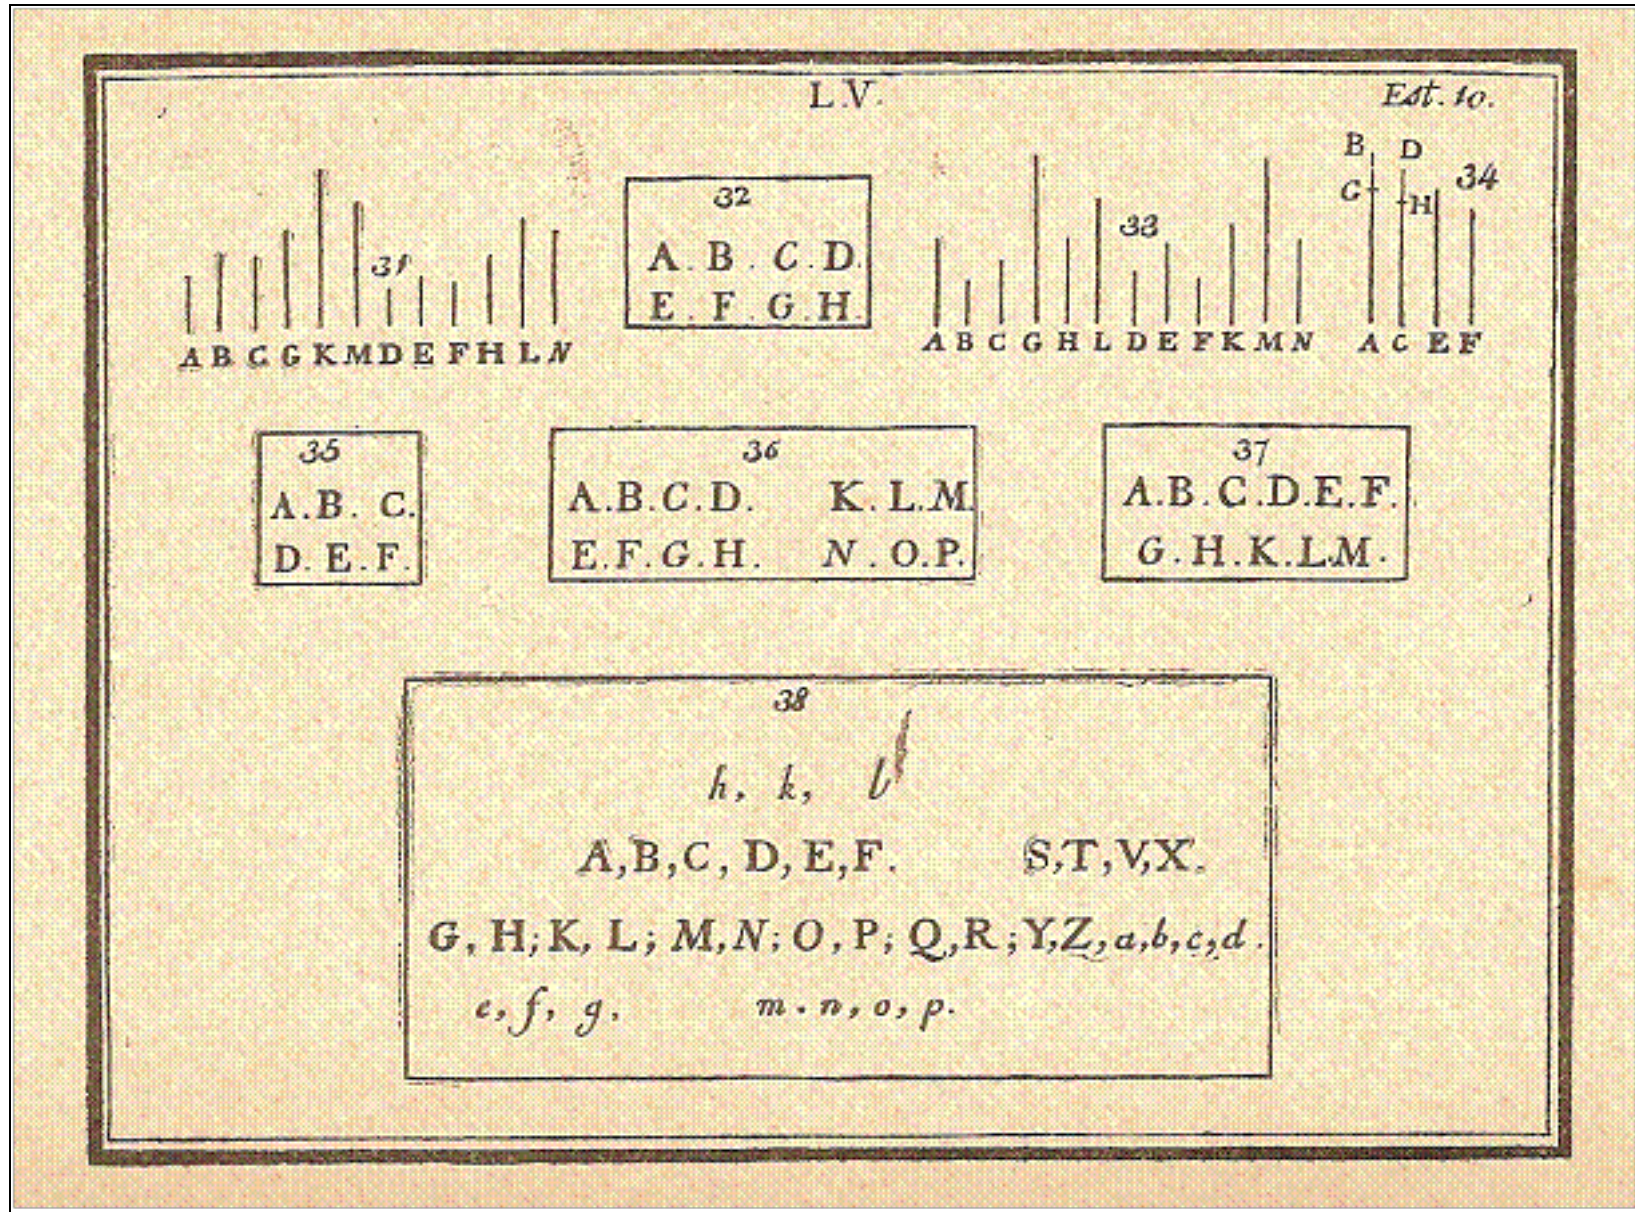 L.V.
Est. 10.
31
A B C G K M D E F H L N
32
A . B . C . D.
E . F . G . H.
33
A B C G H L D E F K M N
34
B D
G H
A C E F
35
A . B . C.
D . E . F.
36
A.B.C.D. K.L.M.
E.F.G.H. N.O.P.
37
A.B.C.D.E.F.
G.H.K.L.M.
38
h, k, l
A,B,C, D,E,F. S,T,V,X.
G, H; K, L; M,N; O, P; Q,R; Y,Z, a,b,c,d.
e, f, g, m. n, o, p.